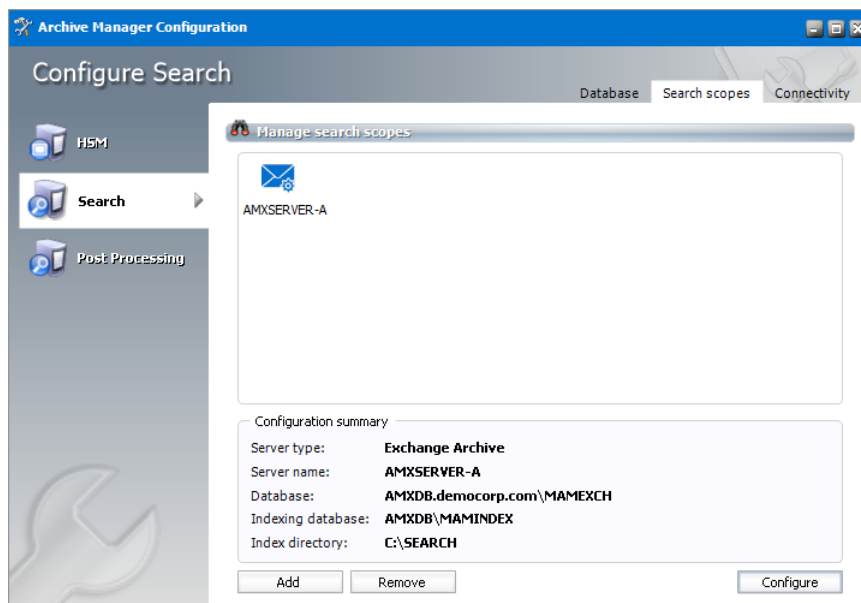 Archive Manager Configuration
Configure Search
Database Search scopes Connectivity
HSM
Search
Post Processing
Manage search scopes
AMXSERVER-A
Configuration summary
Server type: Exchange Archive
Server name: AMXSERVER-A
Database: AMXDB.democorp.com\MAMEXCH
Indexing database: AMXDB\MAMINDEX
Index directory: C:\SEARCH
Add Remove Configure